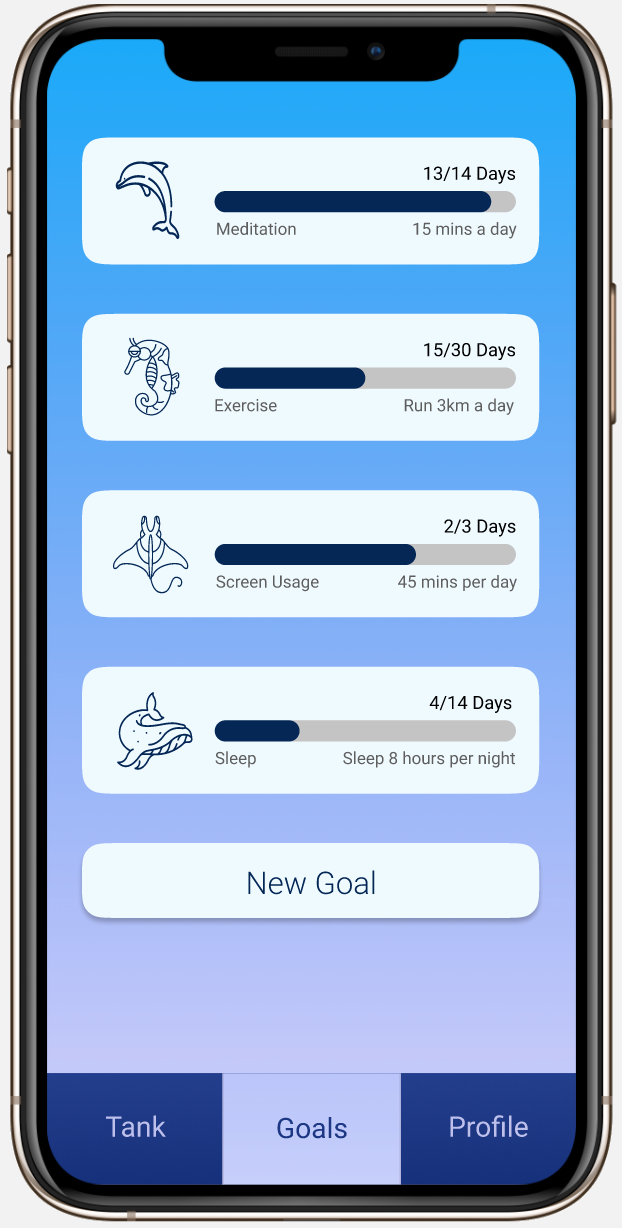 13/14 Days
Meditation 15 mins a day
15/30 Days
Exercise Run 3km a day
2/3 Days
Screen Usage 45 mins per day
4/14 Days
Sleep Sleep 8 hours per night
New Goal
Tank Goals Profile